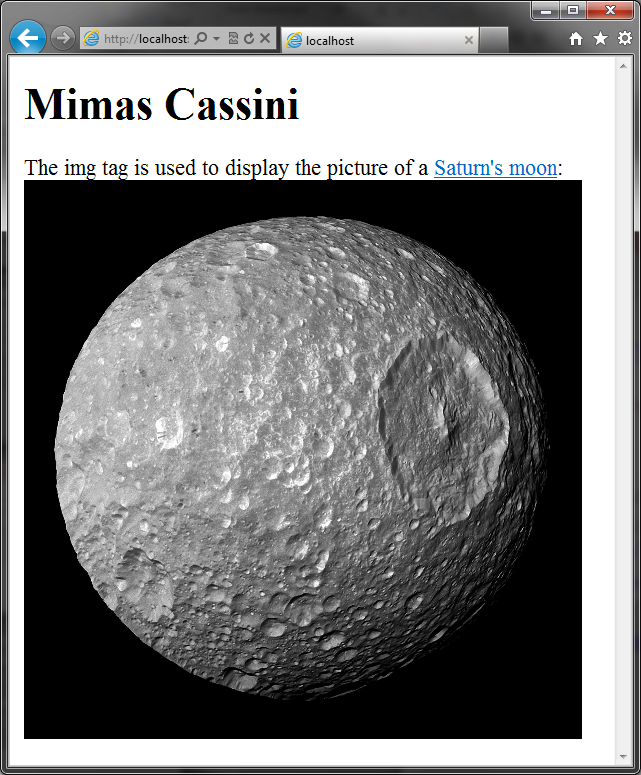 http://localhost:
localhost
Mimas Cassini
The img tag is used to display the picture of a Saturn's moon: